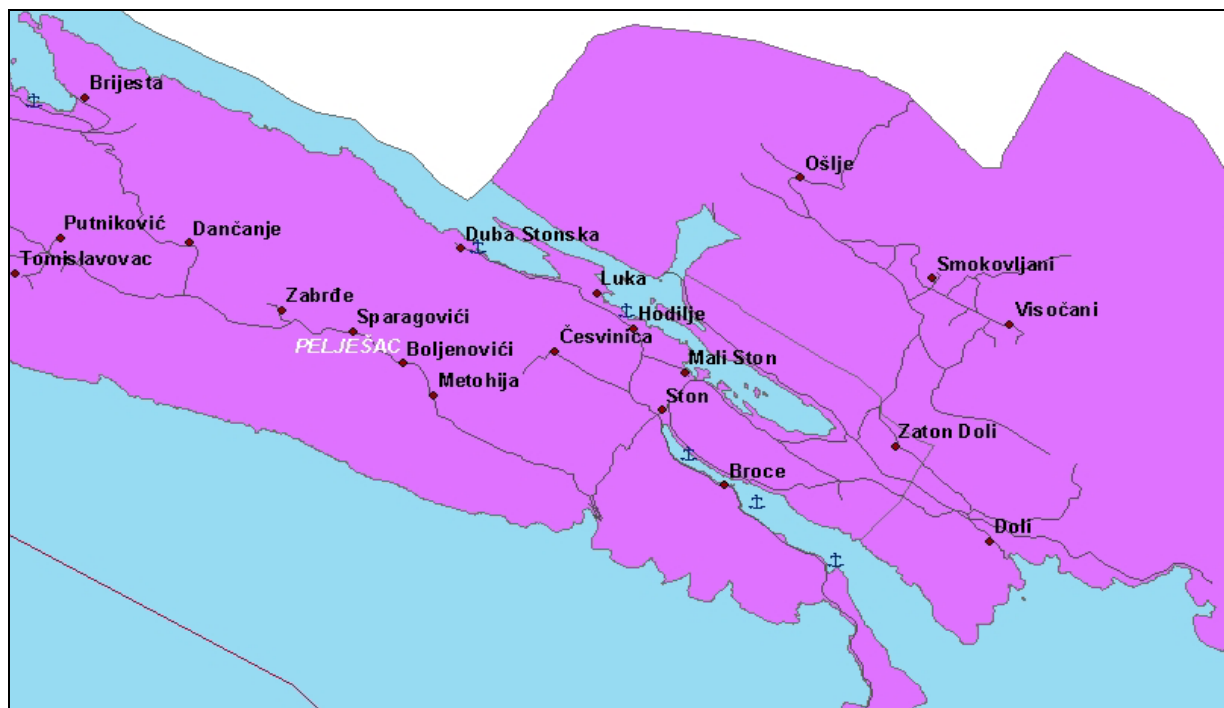 Brijesta
Ošlje
Putniković
Dančanje
Duba Stonska
Tomislavovac
Smokovljani
Luka
Zabrđe
Visočani
Hodilje
Sparagovići
Česvinica
PELJEŠAC
Boljenovići
Mali Ston
Metohija
Ston
Zaton Doli
Broce
Doli